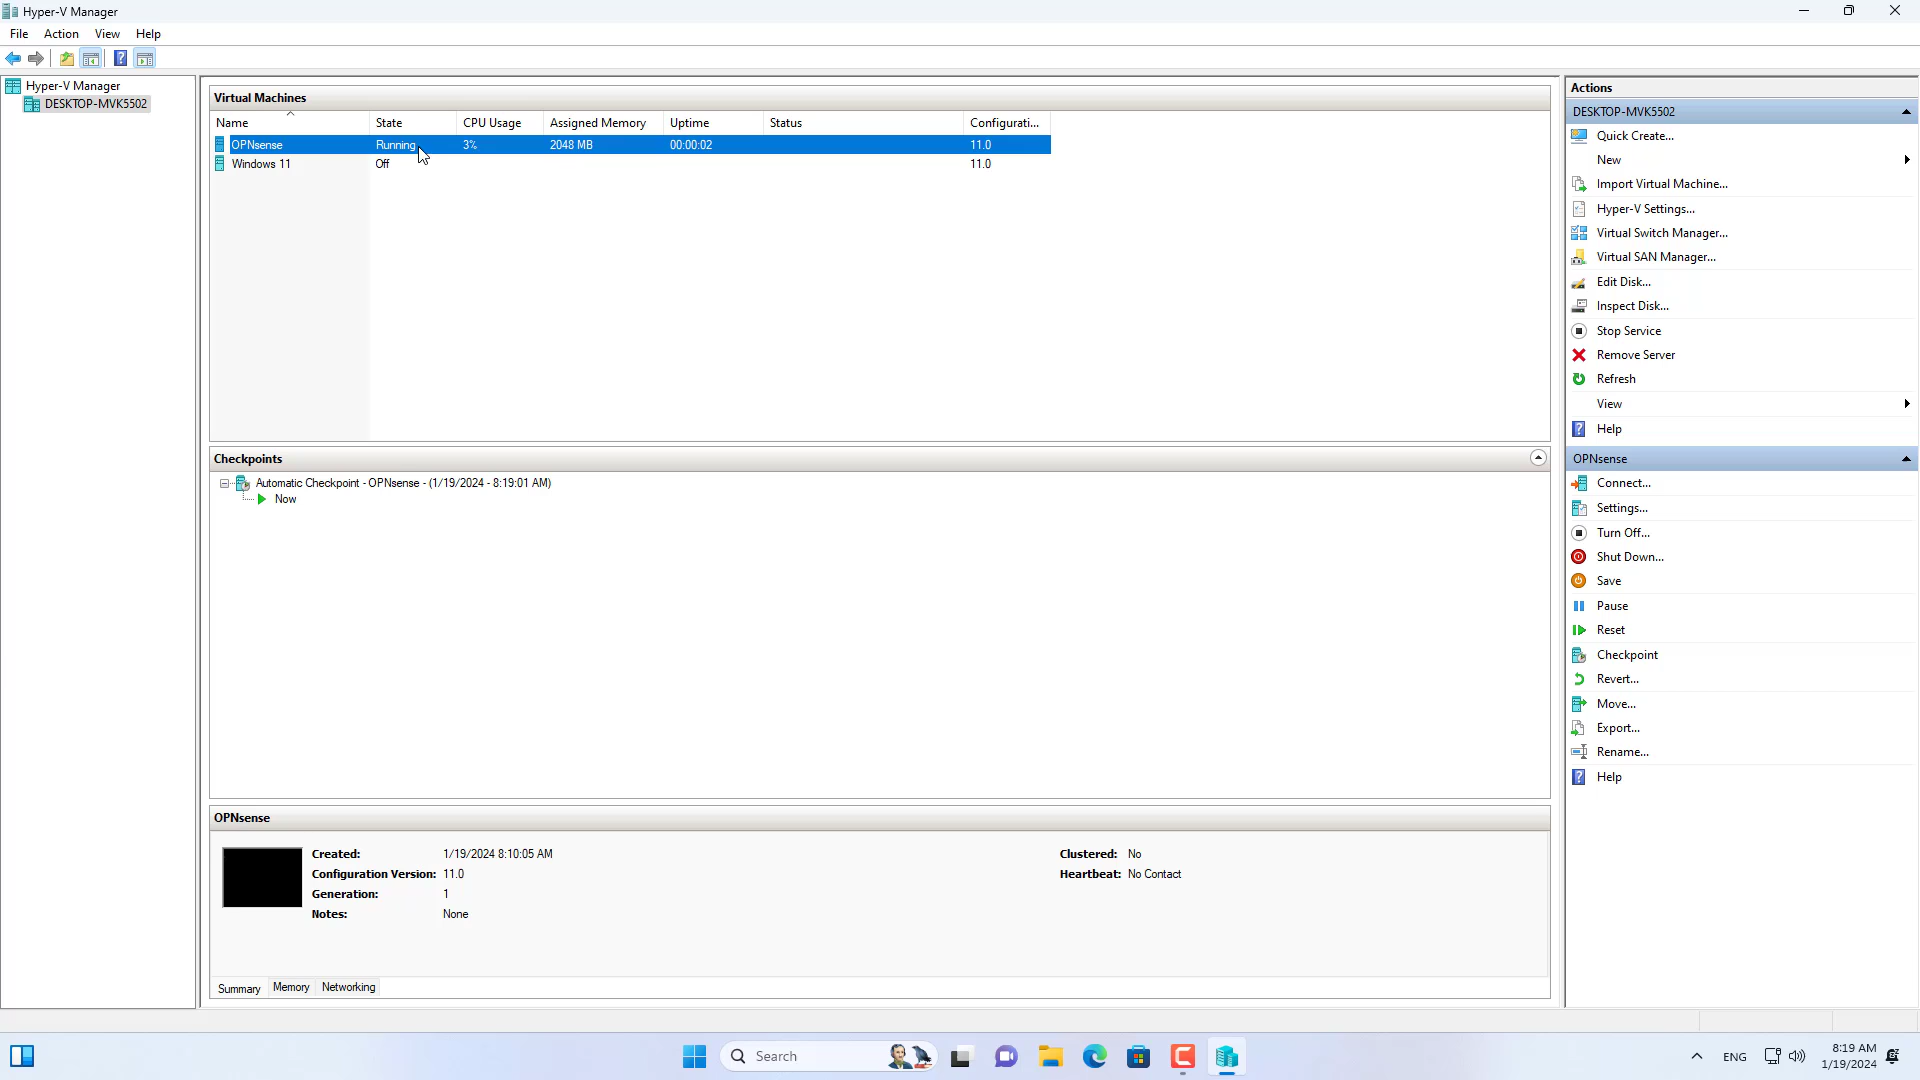 Hyper-V Manager
File Action View Help
Hyper-V Manager
DESKTOP-MVK5502
Virtual Machines
Name State CPU Usage Assigned Memory Uptime Status Configurati...
OPNsense Running 3% 2048 MB 00:00:02 11.0
Windows 11 Off 11.0
Checkpoints
Automatic Checkpoint - OPNsense - (1/19/2024 - 8:19:01 AM)
Now
OPNsense
Created: 1/19/2024 8:10:05 AM Clustered: No
Configuration Version: 11.0 Heartbeat: No Contact
Generation: 1
Notes: None
Summary Memory Networking
Actions
DESKTOP-MVK5502
Quick Create...
New
Import Virtual Machine...
Hyper-V Settings...
Virtual Switch Manager...
Virtual SAN Manager...
Edit Disk...
Inspect Disk...
Stop Service
Remove Server
Refresh
View
Help
OPNsense
Connect...
Settings...
Turn Off...
Shut Down...
Save
Pause
Reset
Checkpoint
Revert...
Move...
Export...
Rename...
Help
Search
ENG
8:19 AM
1/19/2024